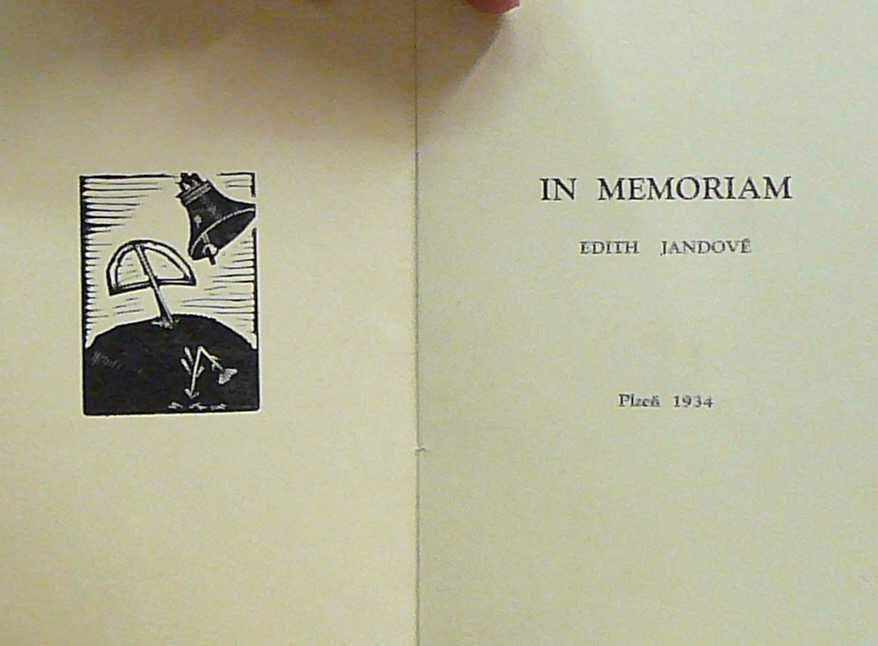 IN MEMORIAM
EDITH JANDOVÉ
Plzeň 1934